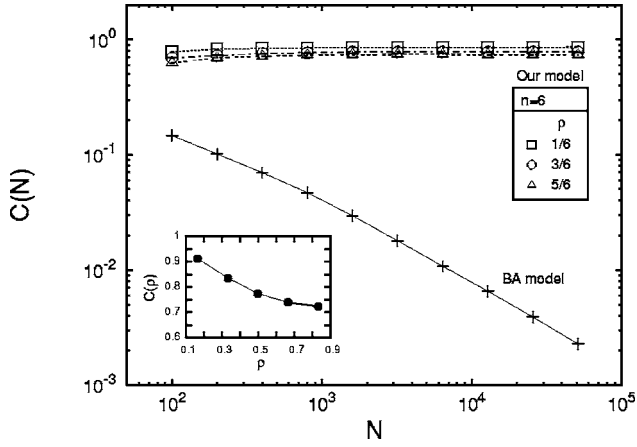 10^0
10^-1
10^-2
10^-3
C(N)
Our model
n=6
ρ
1/6
3/6
5/6
BA model
1
0.9
0.8
0.7
0.6
C(ρ)
0.1 0.3 0.5 0.7 0.9
ρ
10^2 10^3 10^4 10^5
N